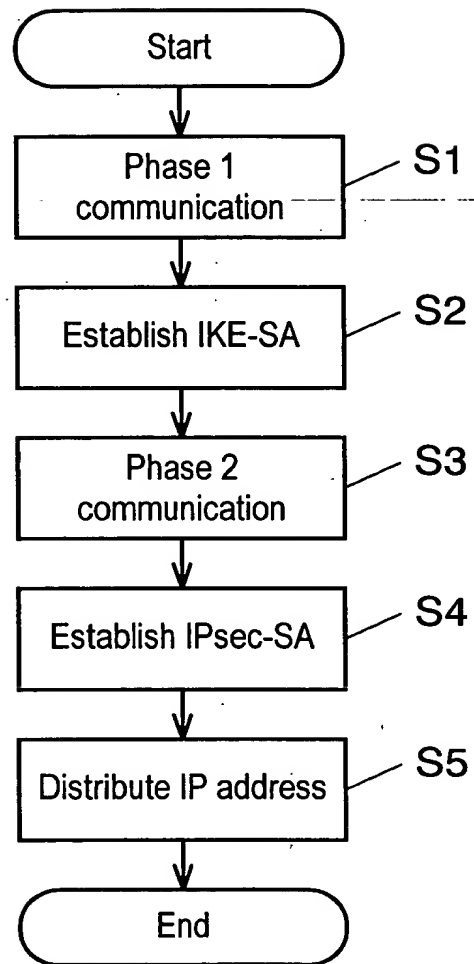 Start
Phase 1
communication
S1
Establish IKE-SA
S2
Phase 2
communication
S3
Establish IPsec-SA
S4
Distribute IP address
S5
End